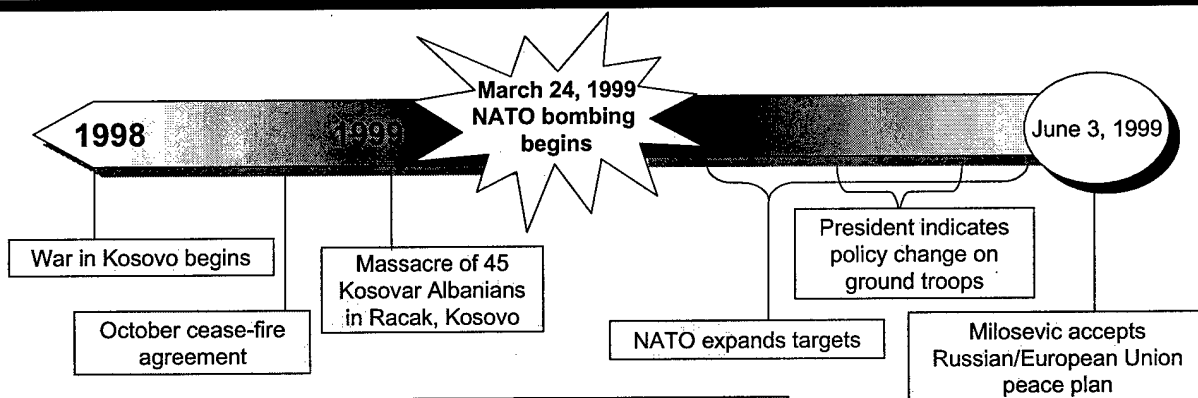 1998
1999
March 24, 1999
NATO bombing
begins
June 3, 1999
War in Kosovo begins
October cease-fire
agreement
Massacre of 45
Kosovar Albanians
in Racak, Kosovo
NATO expands targets
President indicates
policy change on
ground troops
Milosevic accepts
Russian/European Union
peace plan